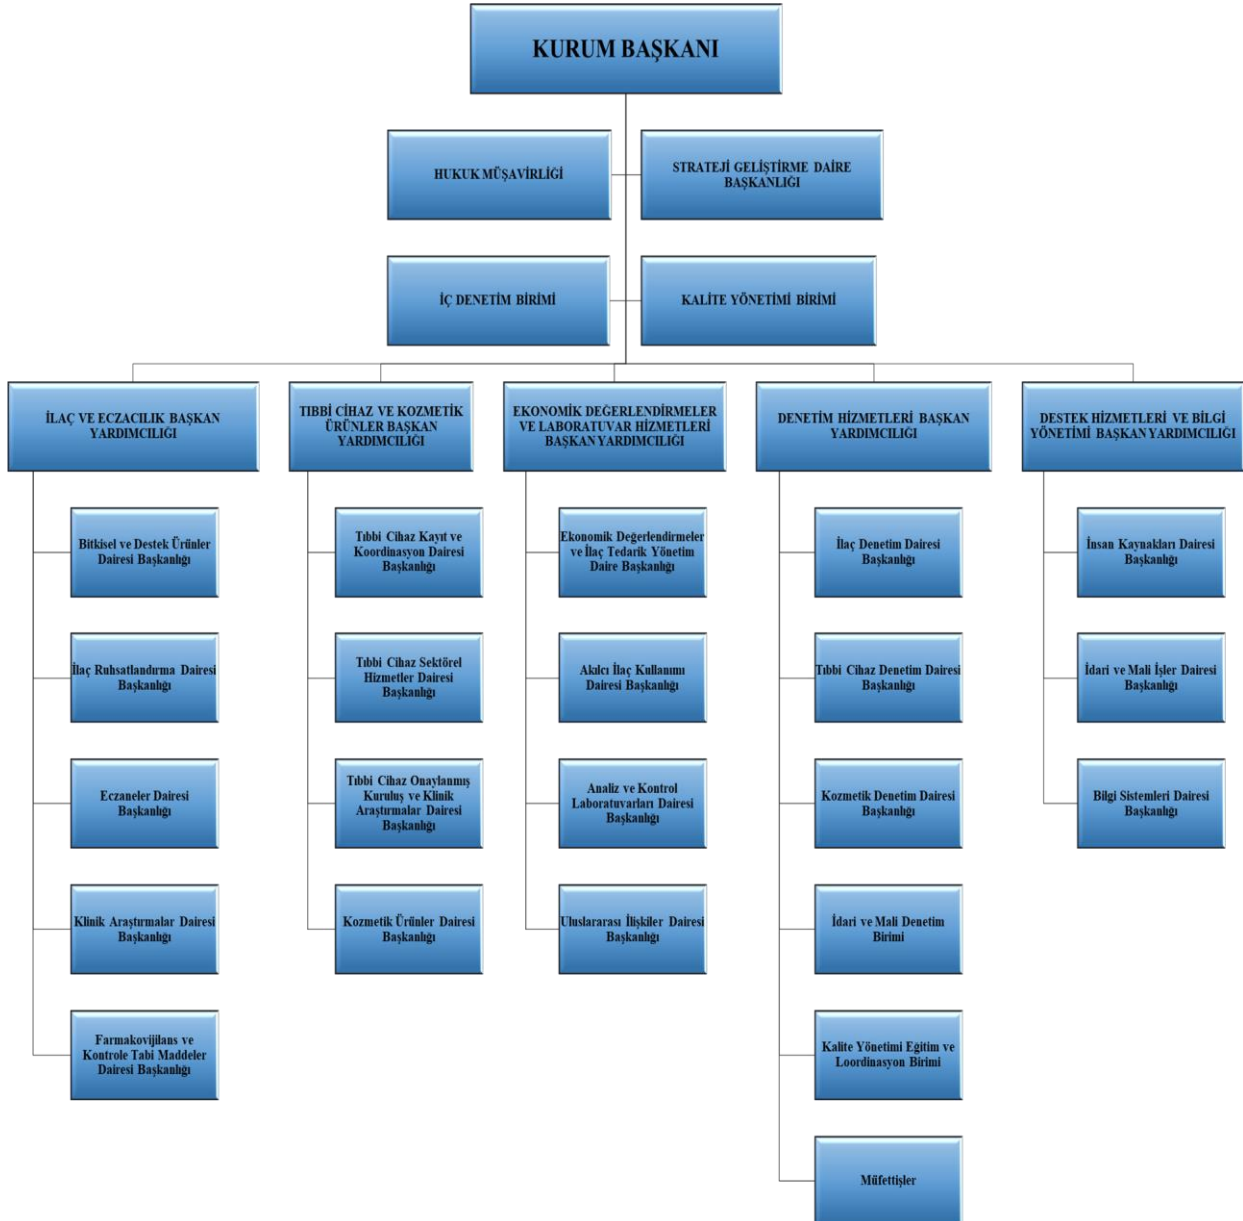 KURUM BAŞKANI
HUKUK MÜŞAVİRLİĞİ
STRATEJİ GELİŞTİRME DAİRE
BAŞKANLIĞI
İÇ DENETİM BİRİMİ
KALİTE YÖNETİMİ BİRİMİ
İLAÇ VE ECZACILIK BAŞKAN
YARDIMCILIĞI
Bitkisel ve Destek Ürünler
Dairesi Başkanlığı
İlaç Ruhsatlandırma Dairesi
Başkanlığı
Eczaneler Dairesi
Başkanlığı
Klinik Araştırmalar Dairesi
Başkanlığı
Farmakovijilans ve
Kontrole Tabi Maddeler
Dairesi Başkanlığı
TIBBİ CİHAZ VE KOZMETİK
ÜRÜNLER BAŞKAN
YARDIMCILIĞI
Tıbbi Cihaz Kayıt ve
Koordinasyon Dairesi
Başkanlığı
Tıbbi Cihaz Sektörel
Hizmetler Dairesi
Başkanlığı
Tıbbi Cihaz Onaylanmış
Kuruluş ve Klinik
Araştırmalar Dairesi
Başkanlığı
Kozmetik Ürünler Dairesi
Başkanlığı
EKONOMİK DEĞERLENDİRMELER
VE LABORATUVAR HİZMETLERİ
BAŞKAN YARDIMCILIĞI
Ekonomik Değerlendirmeler
ve İlaç Tedarik Yönetim
Daire Başkanlığı
Akılcı İlaç Kullanımı
Dairesi Başkanlığı
Analiz ve Kontrol
Laboratuvarları Dairesi
Başkanlığı
Uluslararası İlişkiler Dairesi
Başkanlığı
DENETİM HİZMETLERİ BAŞKAN
YARDIMCILIĞI
İlaç Denetim Dairesi
Başkanlığı
Tıbbi Cihaz Denetim Dairesi
Başkanlığı
Kozmetik Denetim Dairesi
Başkanlığı
İdari ve Mali Denetim
Birimi
Kalite Yönetimi Eğitim ve
Loordinasyon Birimi
Müfettişler
DESTEK HİZMETLERİ VE BİLGİ
YÖNETİMİ BAŞKAN YARDIMCILIĞI
İnsan Kaynakları Dairesi
Başkanlığı
İdari ve Mali İşler Dairesi
Başkanlığı
Bilgi Sistemleri Dairesi
Başkanlığı